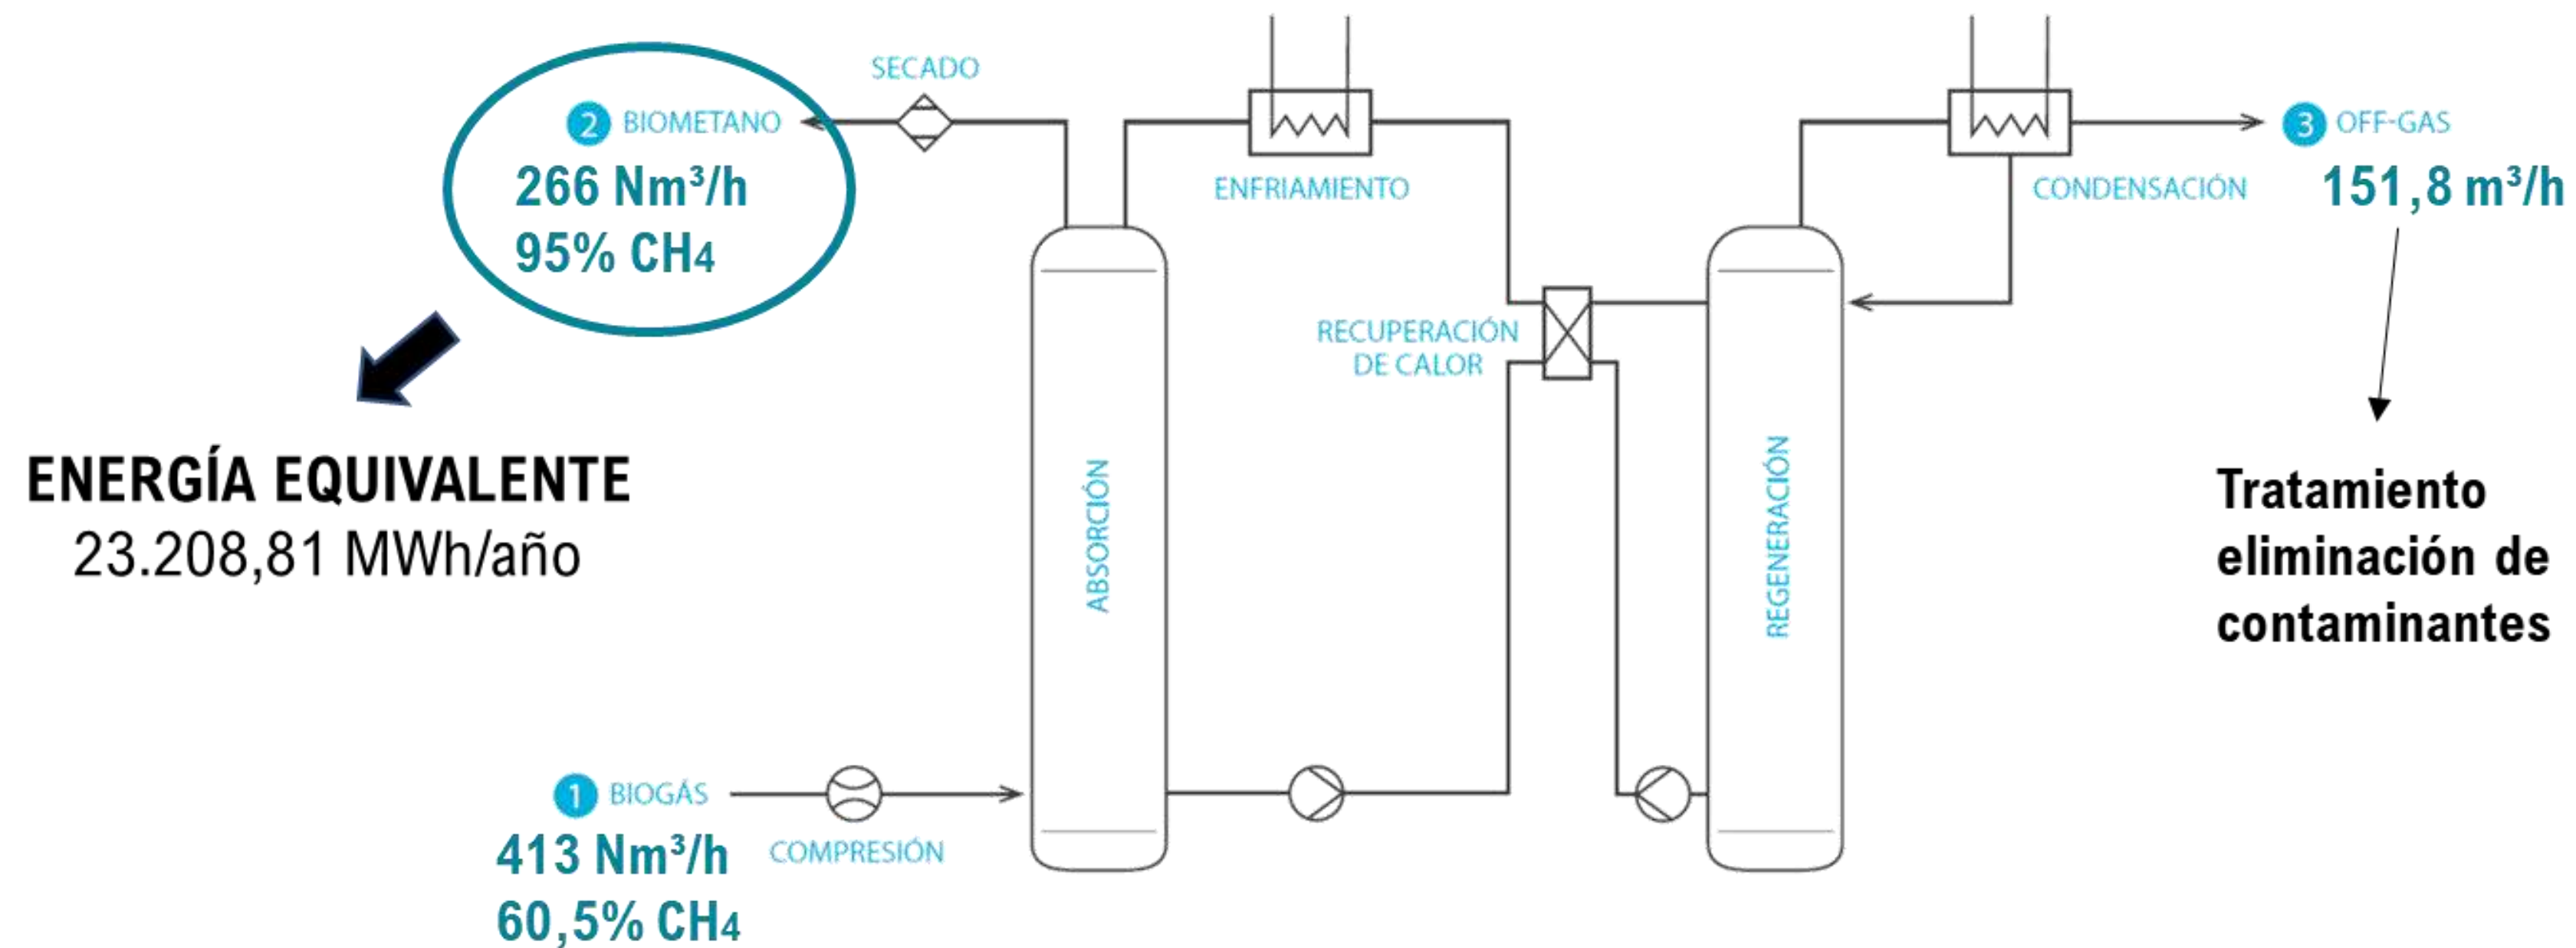 SECADO
2 BIOMETANO
266 Nm³/h
95% CH4
ENFRIAMIENTO
3 OFF-GAS
151,8 m³/h
CONDENSACIÓN
RECUPERACIÓN
DE CALOR
ENERGÍA EQUIVALENTE
23.208,81 MWh/año
ABSORCIÓN
REGENERACIÓN
Tratamiento
eliminación de
contaminantes
1 BIOGÁS
413 Nm³/h
60,5% CH4
COMPRESIÓN